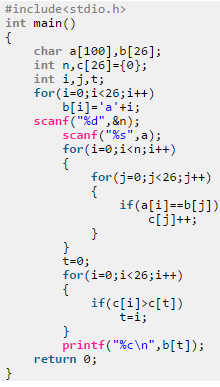 #include<stdio.h>
int main()
{
    char a[100],b[26];
    int n,c[26]={0};
    int i,j,t;
    for(i=0;i<26;i++)
        b[i]='a'+i;
    scanf("%d",&n);
        scanf("%s",a);
        for(i=0;i<n;i++)
        {
            for(j=0;j<26;j++)
            {
                if(a[i]==b[j])
                    c[j]++;
            }
        }
        t=0;
        for(i=0;i<26;i++)
        {
            if(c[i]>c[t])
                t=i;
        }
        printf("%c\n",b[t]);
    return 0;
}